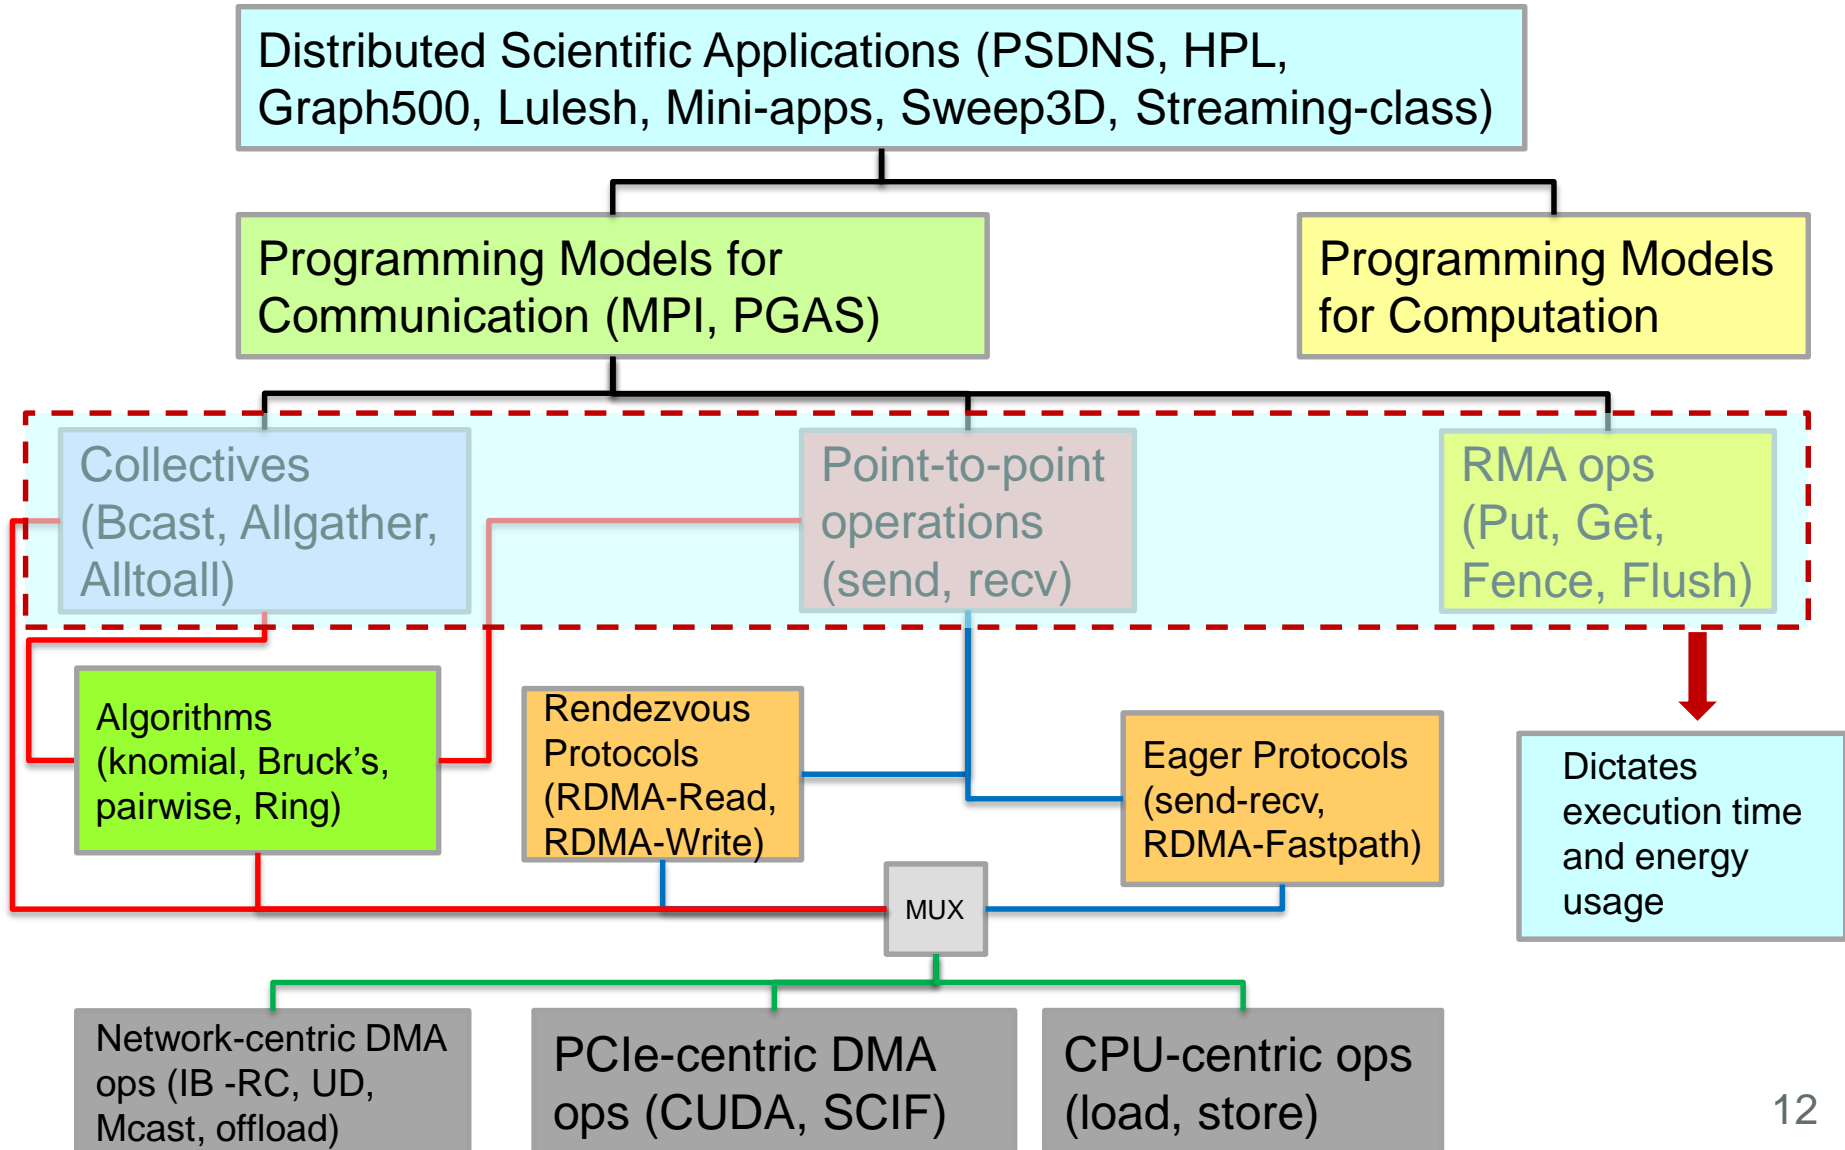 Distributed Scientific Applications (PSDNS, HPL,
Graph500, Lulesh, Mini-apps, Sweep3D, Streaming-class)
Programming Models for
Communication (MPI, PGAS)
Programming Models
for Computation
Collectives
(Bcast, Allgather,
Alltoall)
Point-to-point
operations
(send, recv)
RMA ops
(Put, Get,
Fence, Flush)
Algorithms
(knomial, Bruck’s,
pairwise, Ring)
Rendezvous
Protocols
(RDMA-Read,
RDMA-Write)
Eager Protocols
(send-recv,
RDMA-Fastpath)
Dictates
execution time
and energy
usage
MUX
Network-centric DMA
ops (IB -RC, UD,
Mcast, offload)
PCIe-centric DMA
ops (CUDA, SCIF)
CPU-centric ops
(load, store)
12